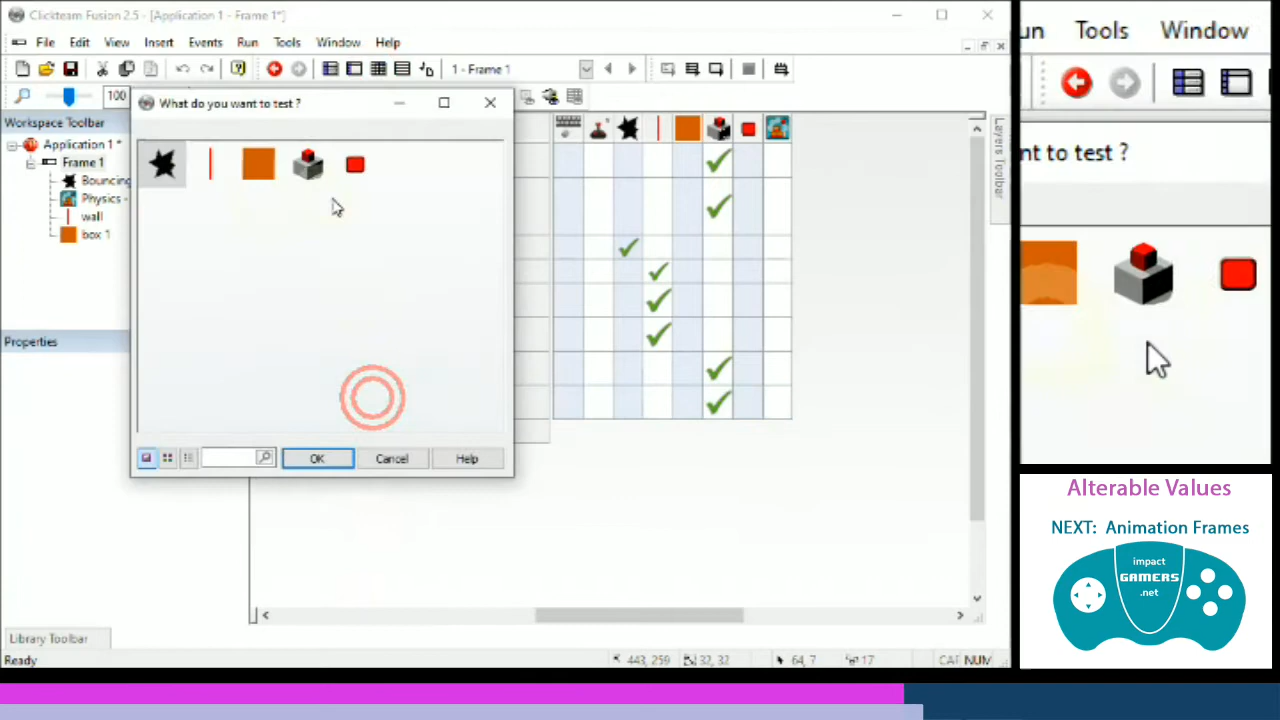 Clickteam Fusion 2.5 - [Application 1 - Frame 1*]
File Edit View Insert Events Run Tools Window Help
1 - Frame 1
100
Workspace Toolbar
Application 1 *
Frame 1
Bouncing
Physics -
wall
box 1
Properties
What do you want to test ?
OK Cancel Help
Layers Toolbar
Library Toolbar
Ready
443, 259
32, 32
64, 7
17
CAP NUM
un Tools Window
nt to test ?
Alterable Values
NEXT: Animation Frames
impact
GAMERS
.net